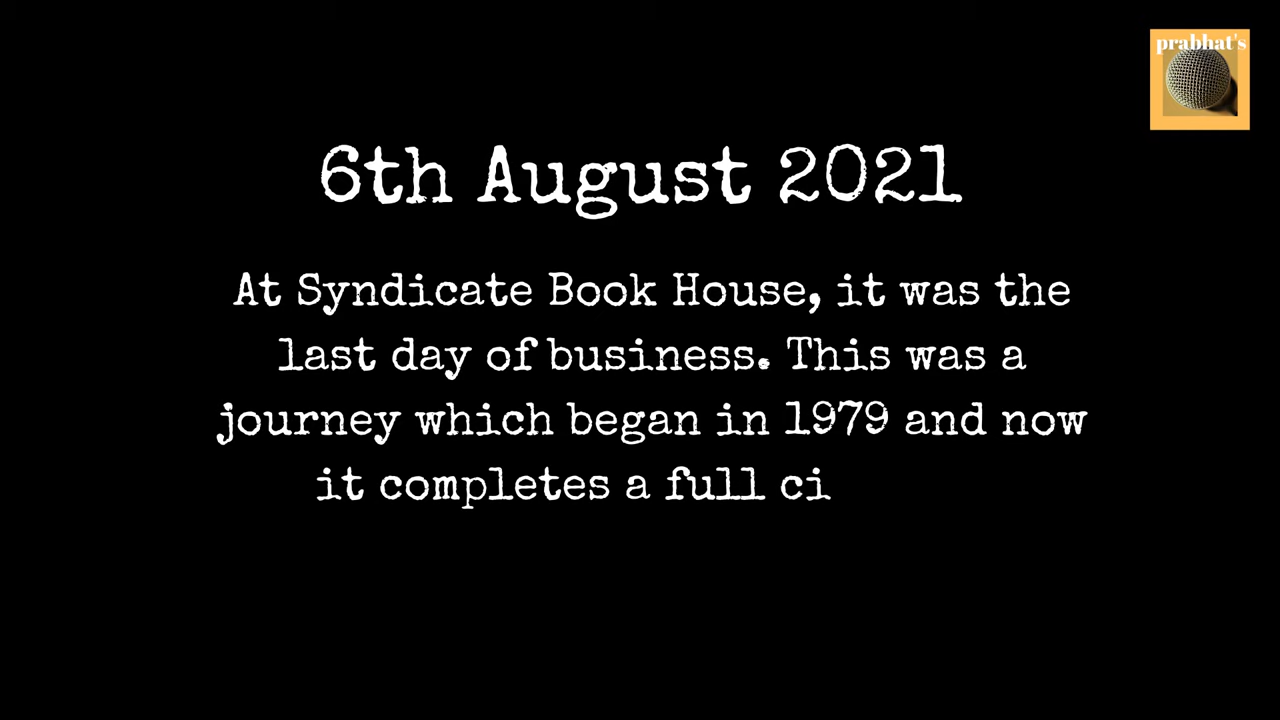 prabhat's
6th August 2021
At Syndicate Book House, it was the
last day of business. This was a
journey which began in 1979 and now
it completes a full ci